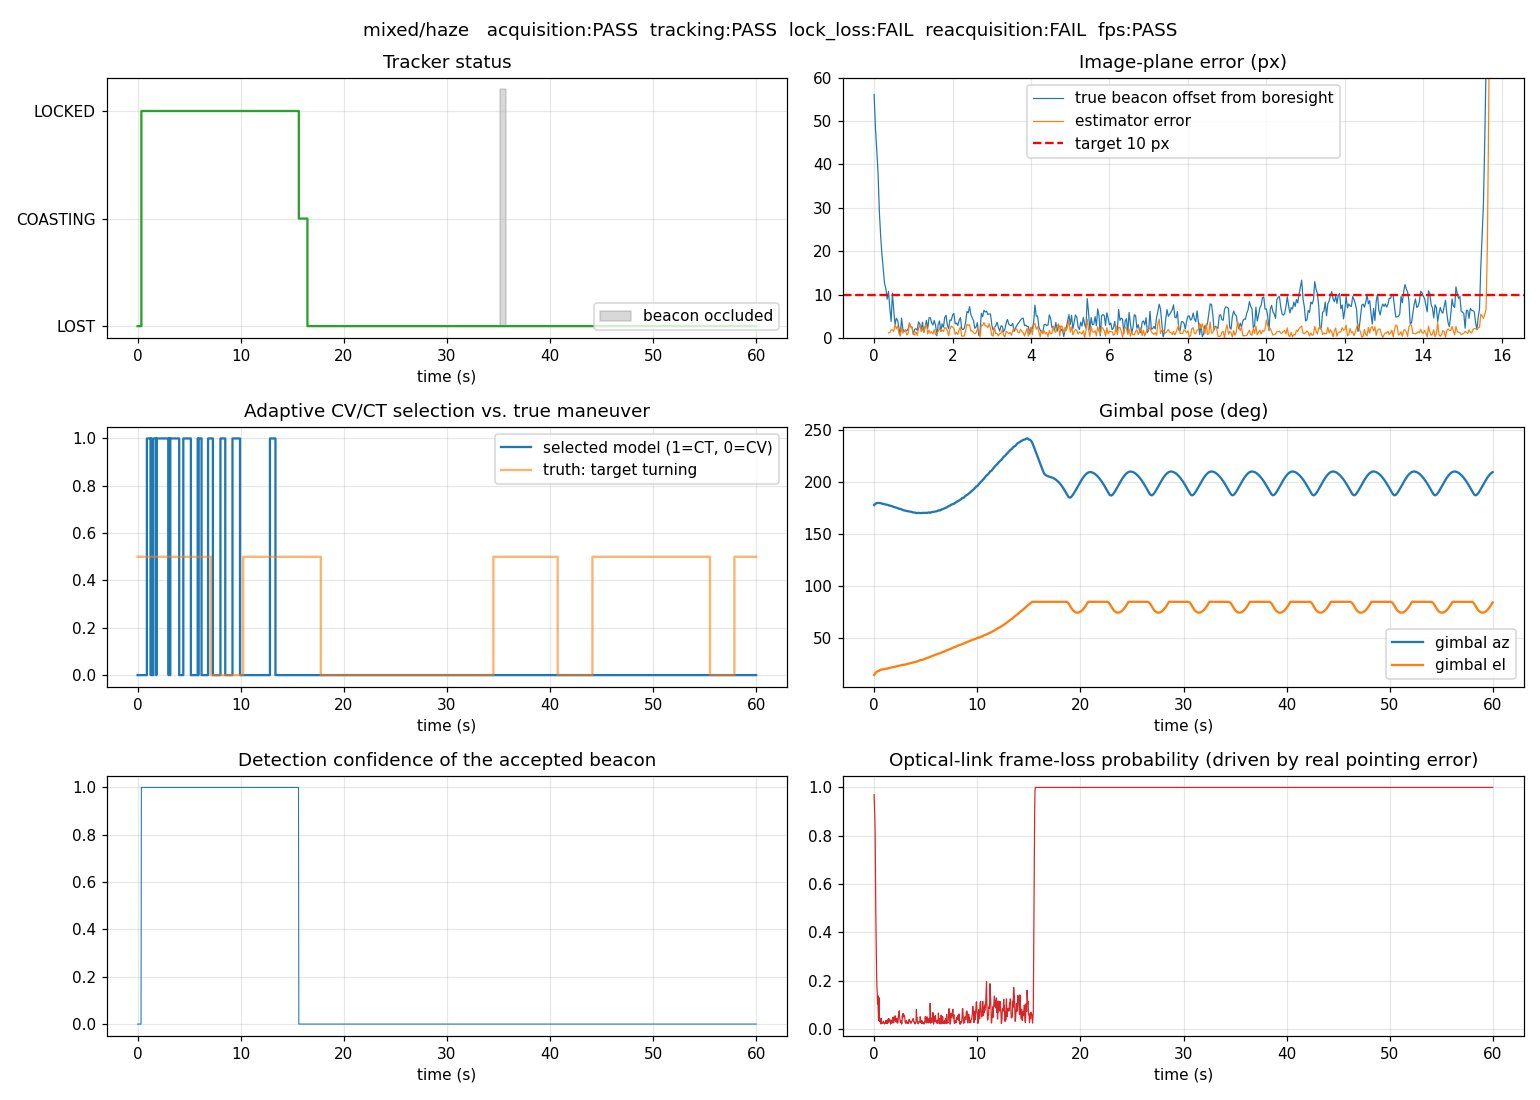 mixed/haze   acquisition:PASS  tracking:PASS  lock_loss:FAIL  reacquisition:FAIL  fps:PASS
Tracker status
LOCKED
COASTING
LOST
beacon occluded
0 10 20 30 40 50 60
time (s)
Image-plane error (px)
60
50
40
30
20
10
0
true beacon offset from boresight
estimator error
target 10 px
0 2 4 6 8 10 12 14 16
time (s)
Adaptive CV/CT selection vs. true maneuver
1.0
0.8
0.6
0.4
0.2
0.0
selected model (1=CT, 0=CV)
truth: target turning
0 10 20 30 40 50 60
time (s)
Gimbal pose (deg)
250
200
150
100
50
gimbal az
gimbal el
0 10 20 30 40 50 60
time (s)
Detection confidence of the accepted beacon
1.0
0.8
0.6
0.4
0.2
0.0
0 10 20 30 40 50 60
time (s)
Optical-link frame-loss probability (driven by real pointing error)
1.0
0.8
0.6
0.4
0.2
0.0
0 10 20 30 40 50 60
time (s)